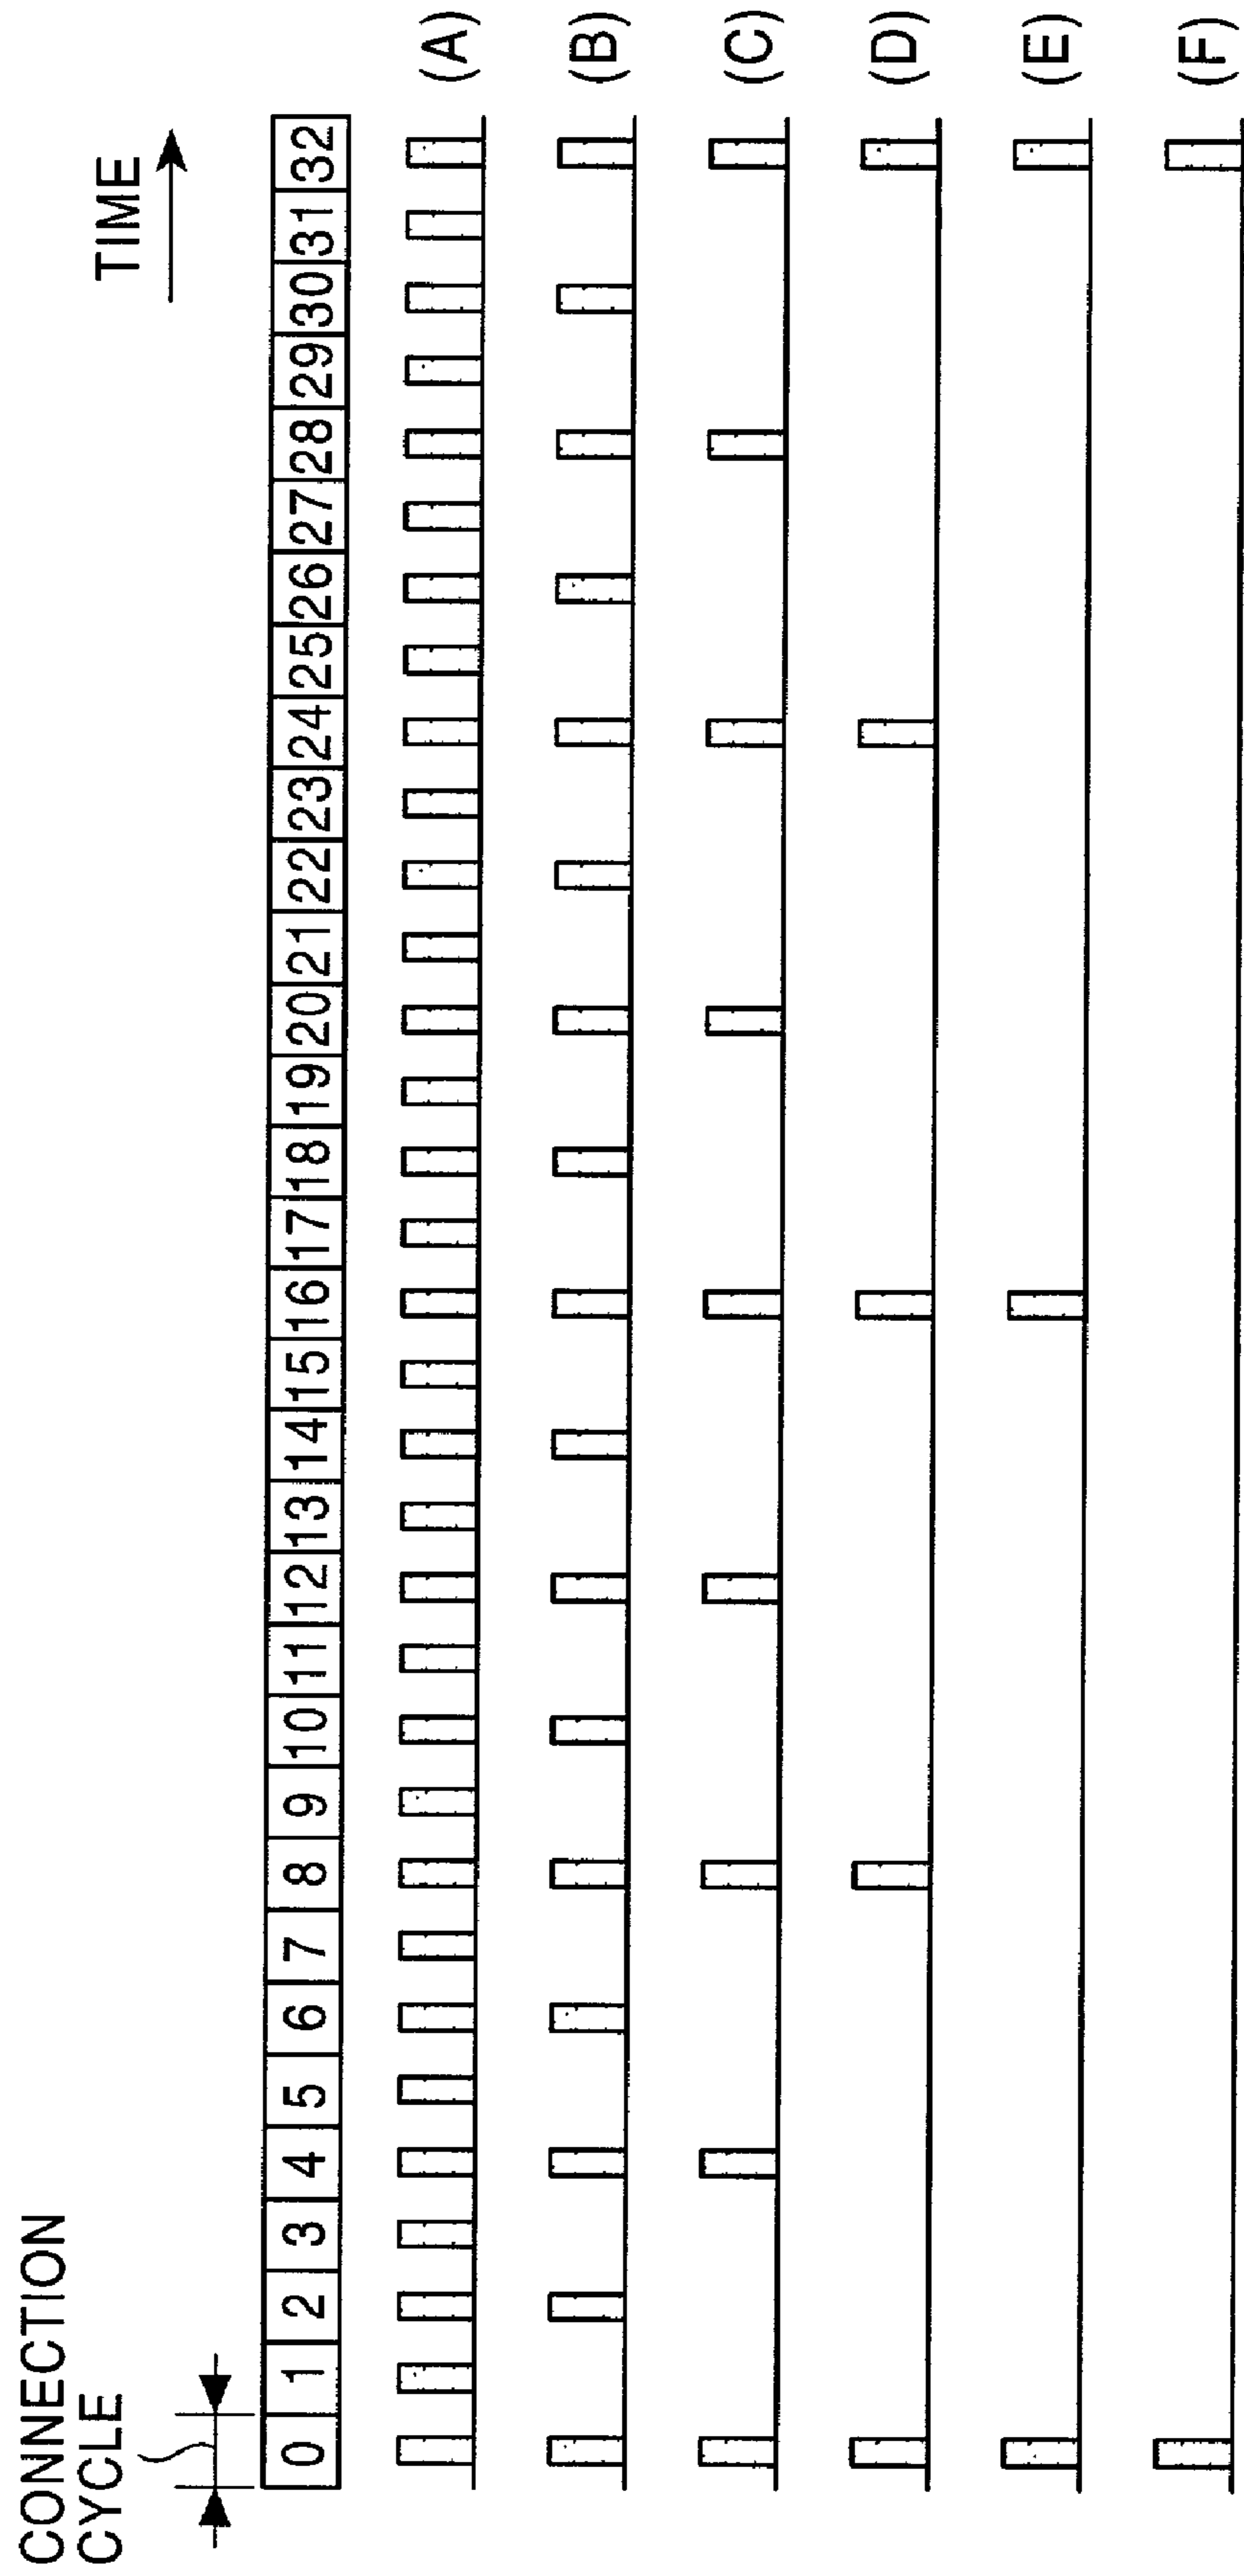 TIME
CONNECTION
CYCLE
0 1 2 3 4 5 6 7 8 9 10 11 12 13 14 15 16 17 18 19 20 21 22 23 24 25 26 27 28 29 30 31 32
(A)
(B)
(C)
(D)
(E)
(F)